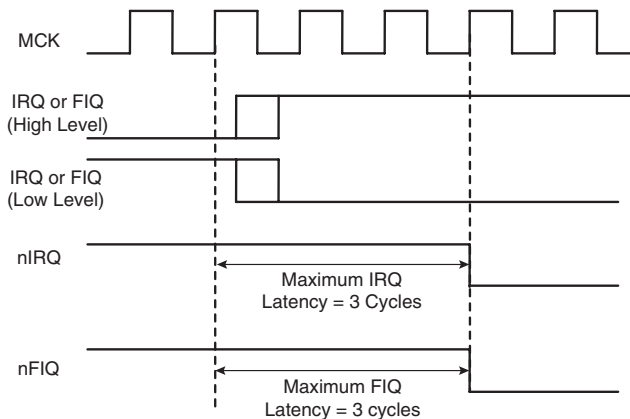 MCK
IRQ or FIQ
(High Level)
IRQ or FIQ
(Low Level)
nIRQ
Maximum IRQ
Latency = 3 Cycles
nFIQ
Maximum FIQ
Latency = 3 cycles